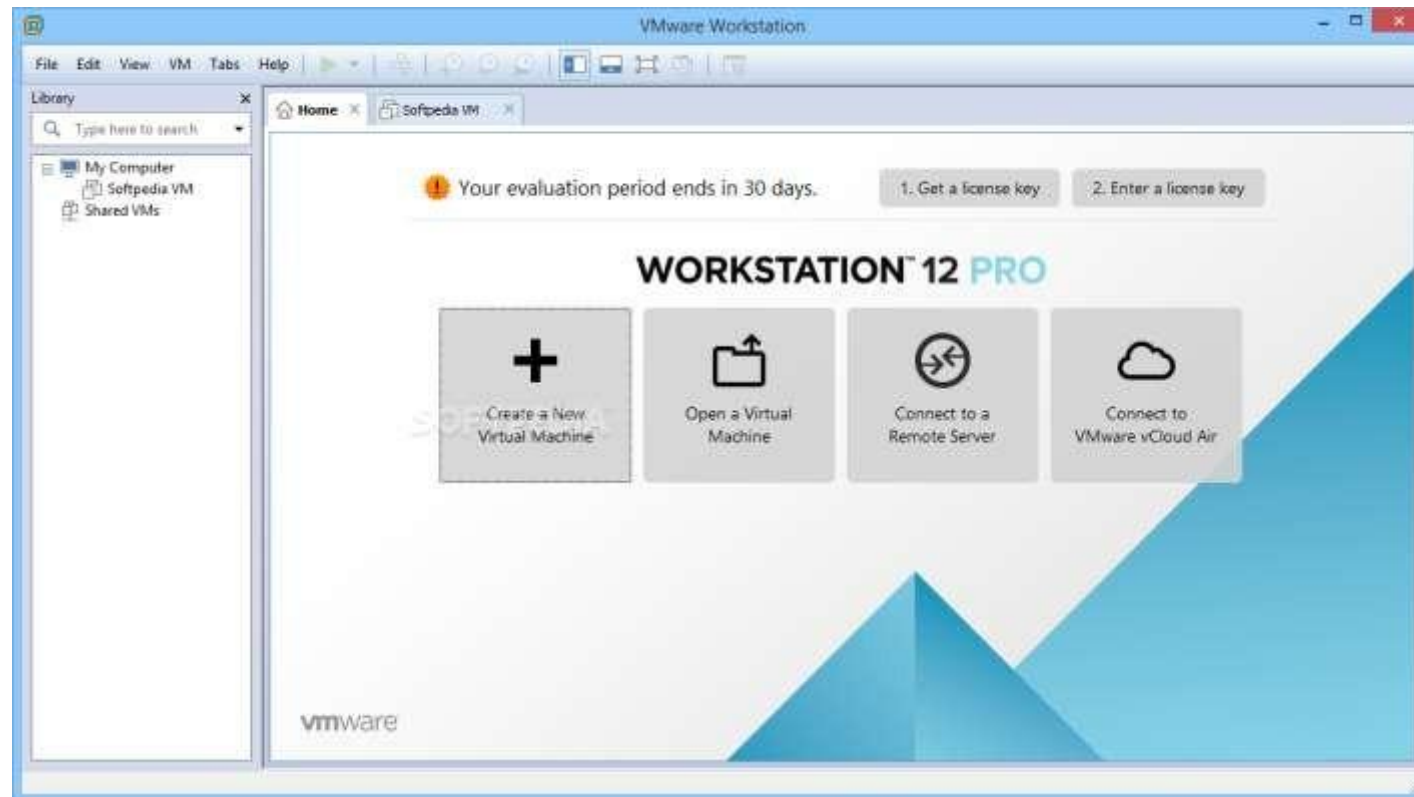 VMware Workstation
File Edit View VM Tabs Help
Library
Type here to search
My Computer
Softpedia VM
Shared VMs
Home
Softpedia VM
Your evaluation period ends in 30 days.
1. Get a license key
2. Enter a license key
WORKSTATION™ 12 PRO
Create a New
Virtual Machine
Open a Virtual
Machine
Connect to a
Remote Server
Connect to
VMware vCloud Air
SOFTPEDIA
vmware